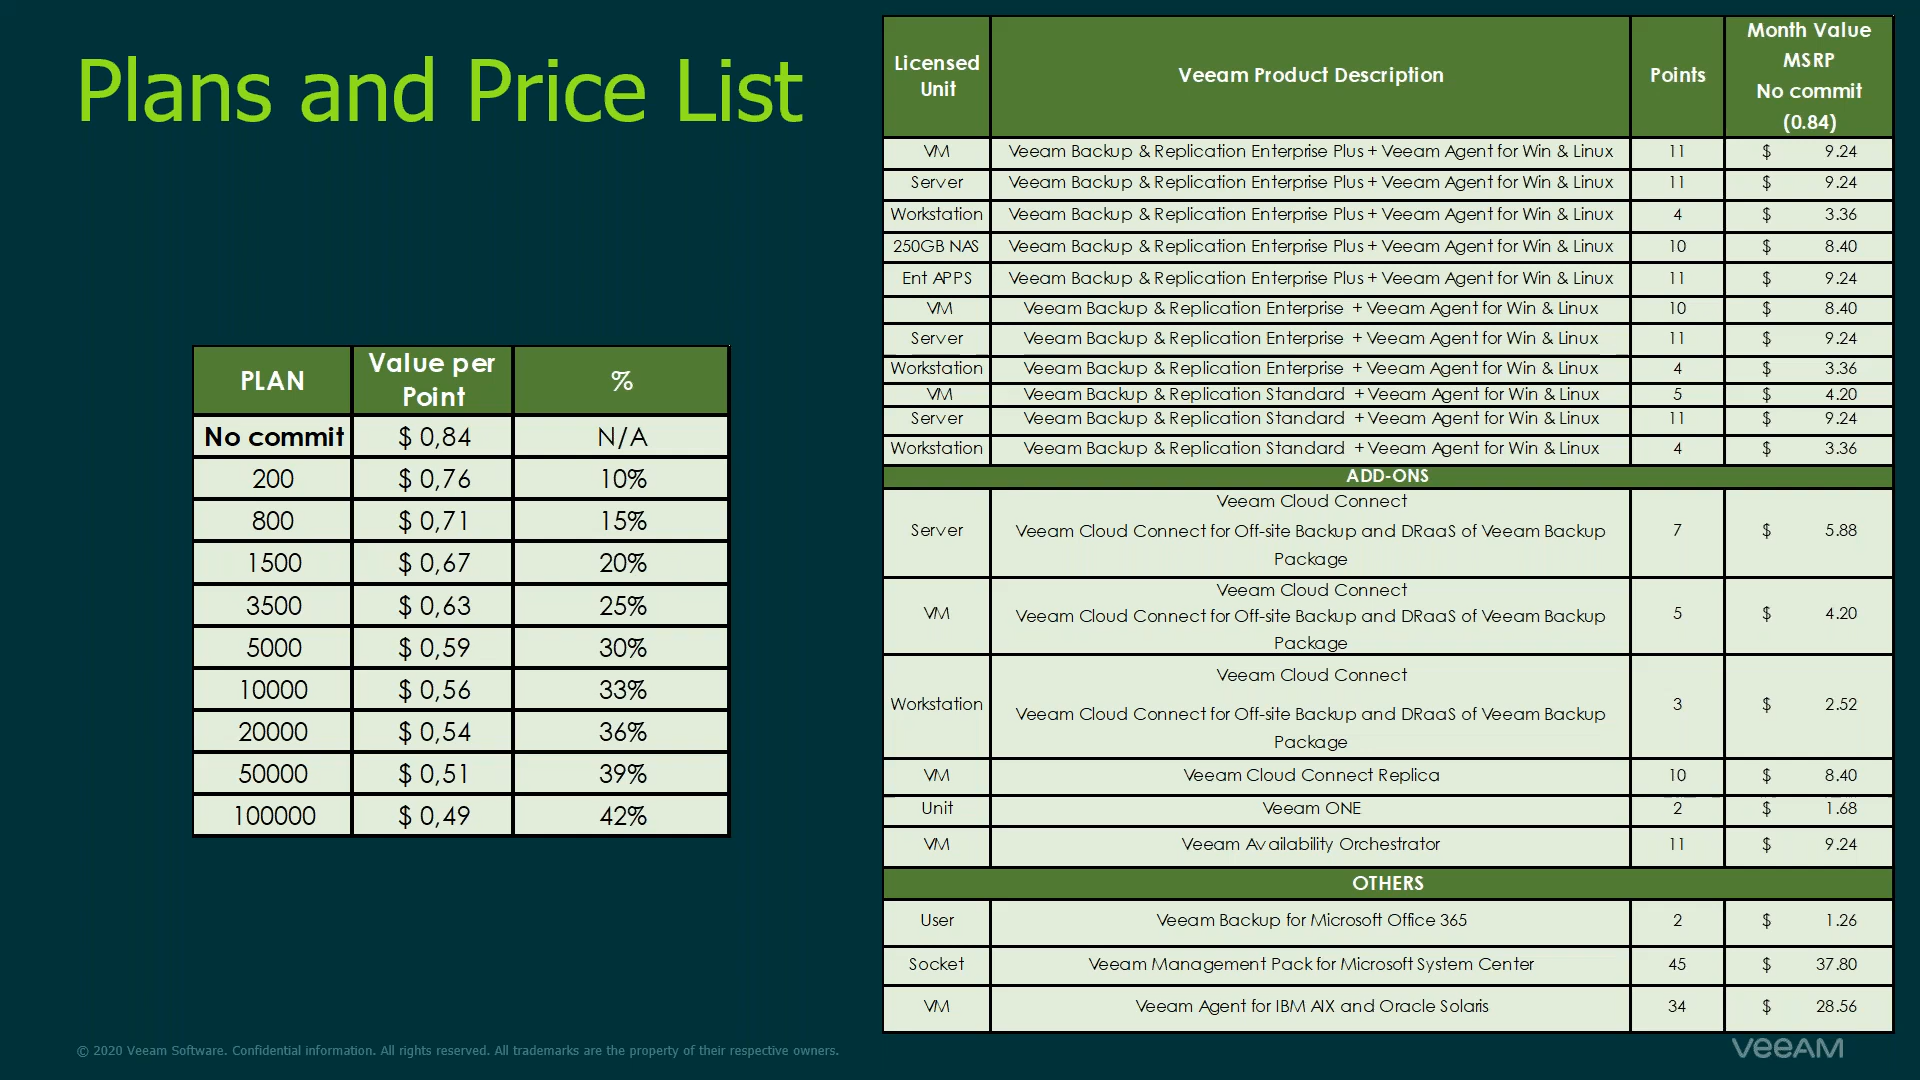 Plans and Price List
PLAN Value per Point %
No commit $ 0,84 N/A
200 $ 0,76 10%
800 $ 0,71 15%
1500 $ 0,67 20%
3500 $ 0,63 25%
5000 $ 0,59 30%
10000 $ 0,56 33%
20000 $ 0,54 36%
50000 $ 0,51 39%
100000 $ 0,49 42%
Licensed Unit Veeam Product Description Points Month Value MSRP No commit (0.84)
VM Veeam Backup & Replication Enterprise Plus + Veeam Agent for Win & Linux 11 $ 9.24
Server Veeam Backup & Replication Enterprise Plus + Veeam Agent for Win & Linux 11 $ 9.24
Workstation Veeam Backup & Replication Enterprise Plus + Veeam Agent for Win & Linux 4 $ 3.36
250GB NAS Veeam Backup & Replication Enterprise Plus + Veeam Agent for Win & Linux 10 $ 8.40
Ent APPS Veeam Backup & Replication Enterprise Plus + Veeam Agent for Win & Linux 11 $ 9.24
VM Veeam Backup & Replication Enterprise + Veeam Agent for Win & Linux 10 $ 8.40
Server Veeam Backup & Replication Enterprise + Veeam Agent for Win & Linux 11 $ 9.24
Workstation Veeam Backup & Replication Enterprise + Veeam Agent for Win & Linux 4 $ 3.36
VM Veeam Backup & Replication Standard + Veeam Agent for Win & Linux 5 $ 4.20
Server Veeam Backup & Replication Standard + Veeam Agent for Win & Linux 11 $ 9.24
Workstation Veeam Backup & Replication Standard + Veeam Agent for Win & Linux 4 $ 3.36
ADD-ONS
Veeam Cloud Connect
Server Veeam Cloud Connect for Off-site Backup and DRaaS of Veeam Backup 7 $ 5.88
Package
Veeam Cloud Connect
VM Veeam Cloud Connect for Off-site Backup and DRaaS of Veeam Backup 5 $ 4.20
Package
Veeam Cloud Connect
Workstation Veeam Cloud Connect for Off-site Backup and DRaaS of Veeam Backup 3 $ 2.52
Package
VM Veeam Cloud Connect Replica 10 $ 8.40
Unit Veeam ONE 2 $ 1.68
VM Veeam Availability Orchestrator 11 $ 9.24
OTHERS
User Veeam Backup for Microsoft Office 365 2 $ 1.26
Socket Veeam Management Pack for Microsoft System Center 45 $ 37.80
VM Veeam Agent for IBM AIX and Oracle Solaris 34 $ 28.56
© 2020 Veeam Software. Confidential information. All rights reserved. All trademarks are the property of their respective owners.
veeAM